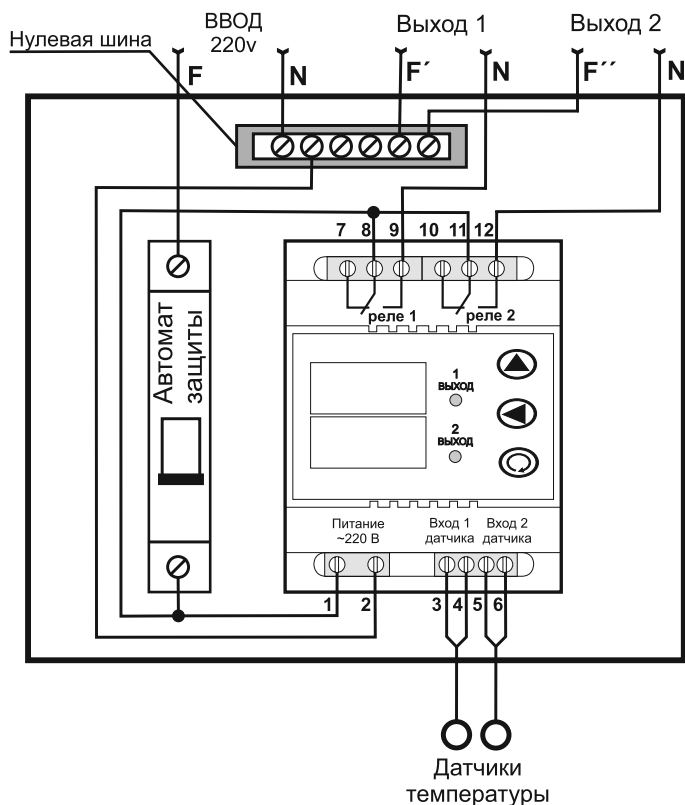 ВВОД
220v
Выход 1
Выход 2
Нулевая шина
F
N
F´
N
F´´
N
7 8 9 10 11 12
реле 1
реле 2
Автомат
защиты
1
ВЫХОД
2
ВЫХОД
Питание
~220 В
Вход 1
датчика
Вход 2
датчика
1 2 3 4 5 6
Датчики
температуры